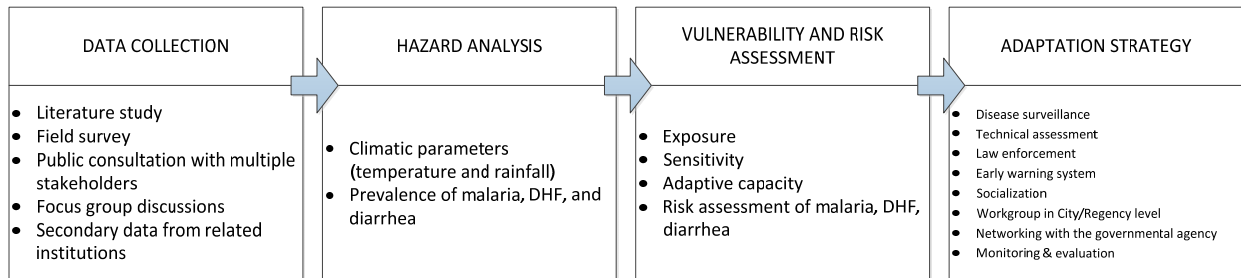 DATA COLLECTION
• Literature study
• Field survey
• Public consultation with multiple
stakeholders
• Focus group discussions
• Secondary data from related
institutions
HAZARD ANALYSIS
• Climatic parameters
(temperature and rainfall)
• Prevalence of malaria, DHF, and
diarrhea
VULNERABILITY AND RISK
ASSESSMENT
• Exposure
• Sensitivity
• Adaptive capacity
• Risk assessment of malaria, DHF,
diarrhea
ADAPTATION STRATEGY
• Disease surveillance
• Technical assessment
• Law enforcement
• Early warning system
• Socialization
• Workgroup in City/Regency level
• Networking with the governmental agency
• Monitoring & evaluation